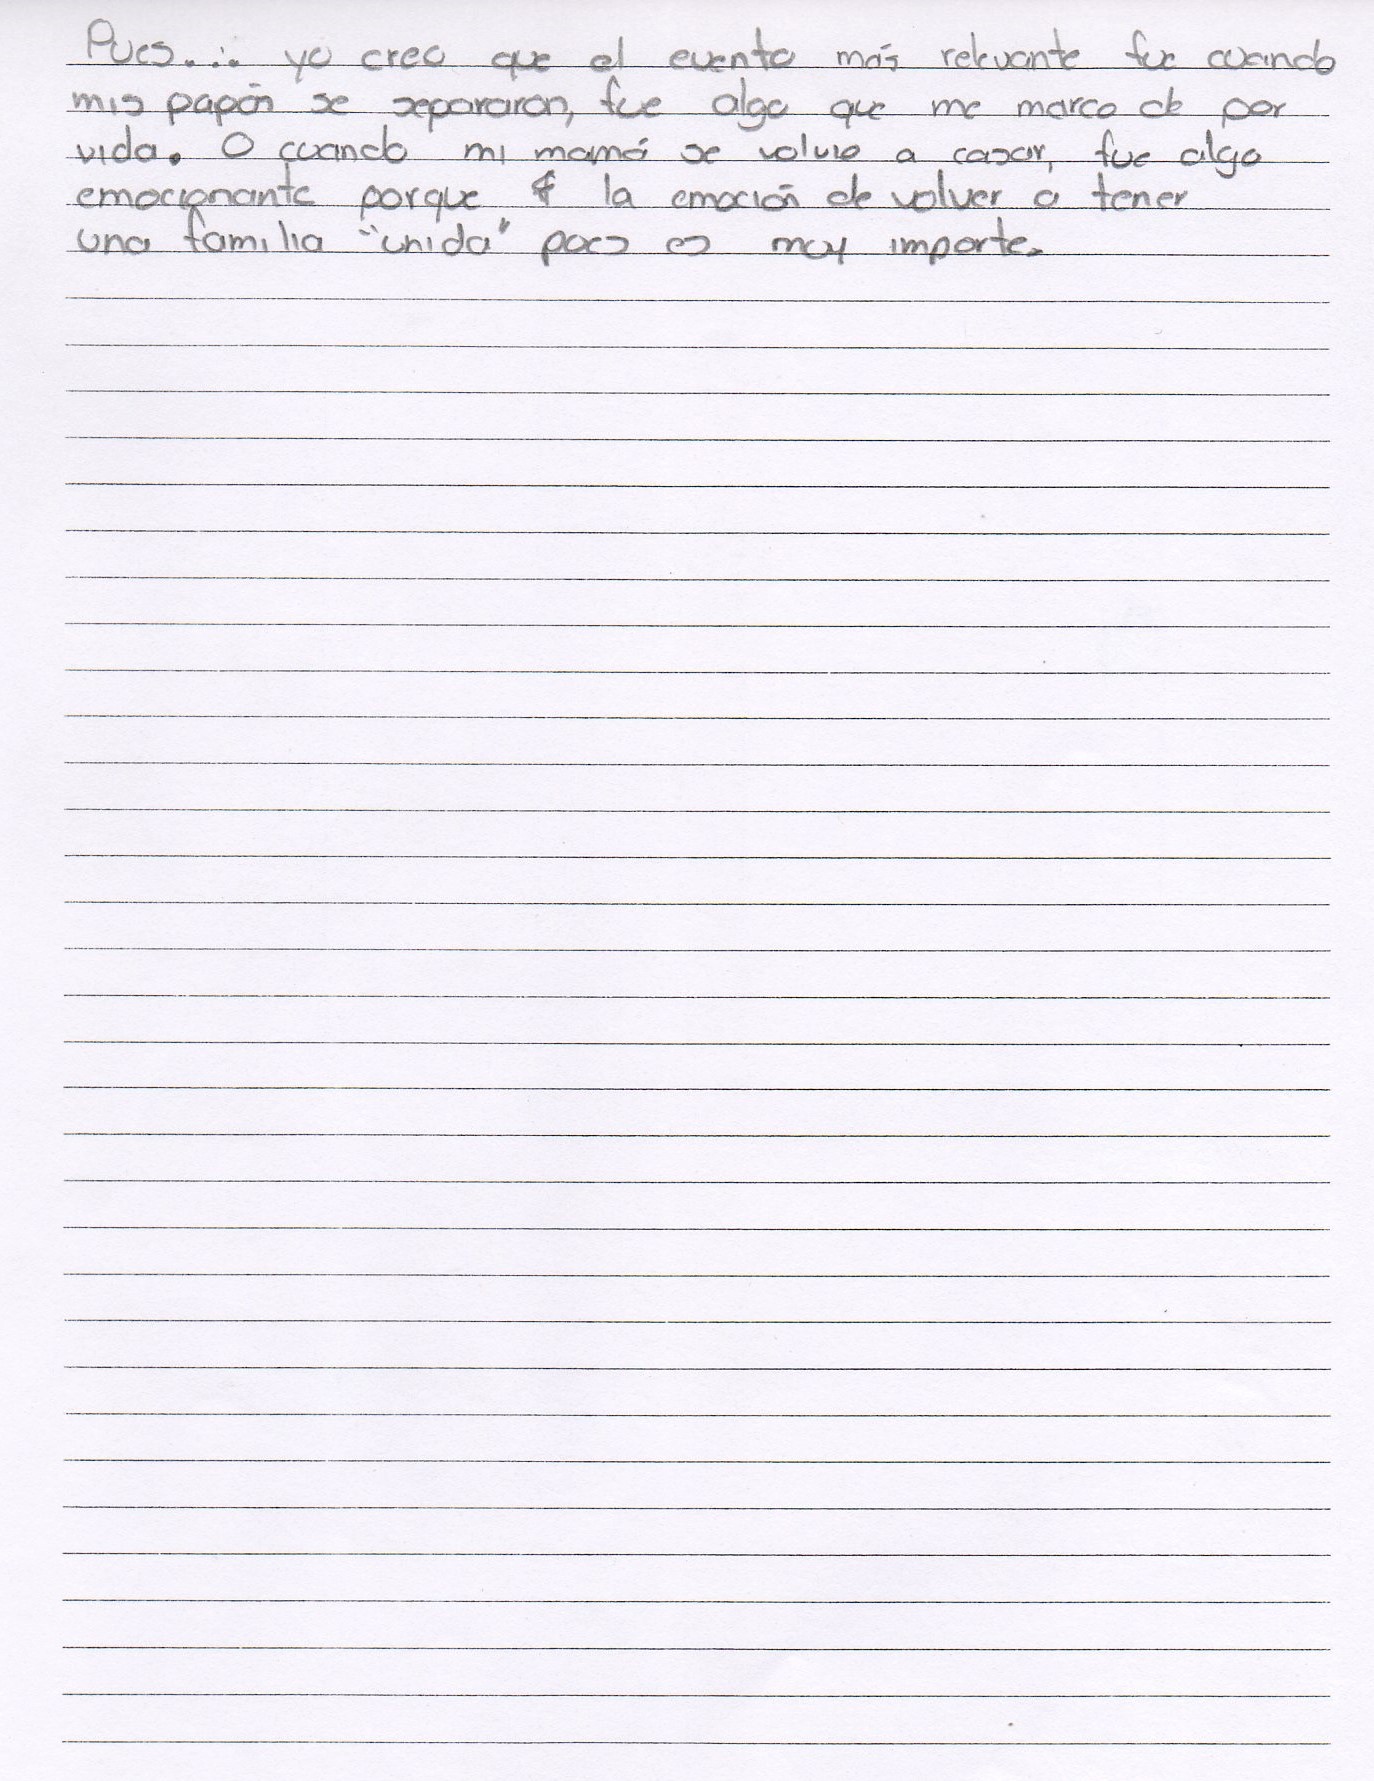 Pues... yo creo que el evento más relevante fue cuando
mis papás se separaron, fue algo que me marco de por
vida. O cuando mi mamá se volvio a casar, fue algo
emocionante porque la emoción de volver a tener
una familia "unida" pues es muy importe.